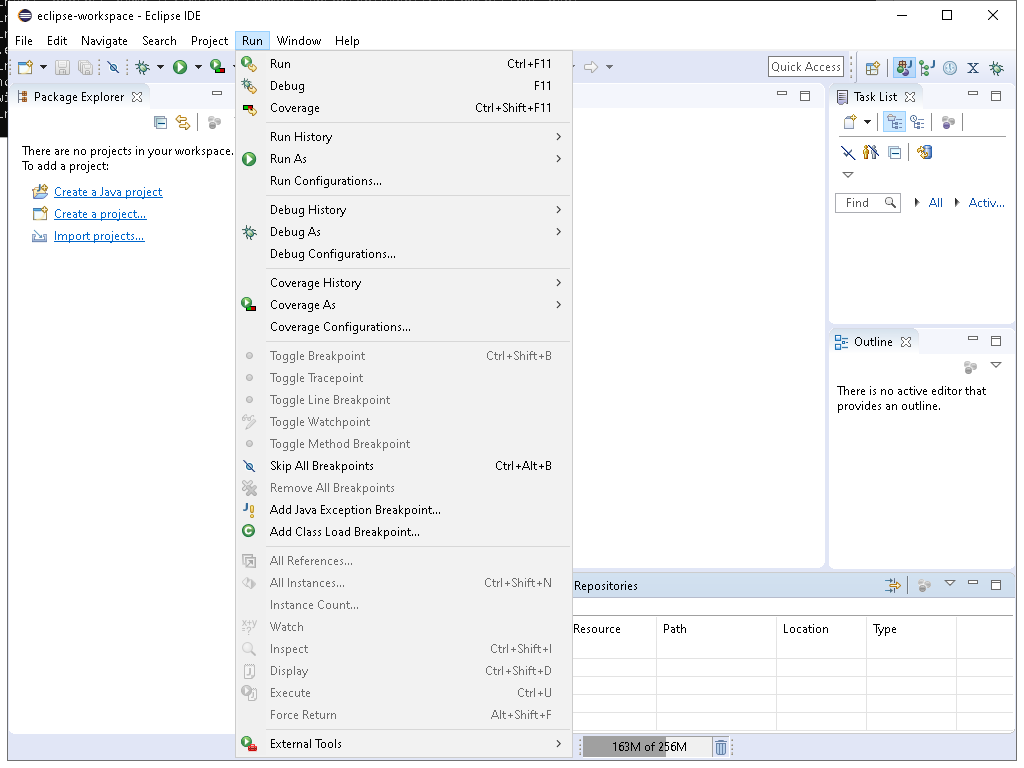 eclipse-workspace - Eclipse IDE
File Edit Navigate Search Project Run Window Help
Quick Access
Package Explorer
There are no projects in your workspace.
To add a project:
Create a Java project
Create a project...
Import projects...
Run Ctrl+F11
Debug F11
Coverage Ctrl+Shift+F11
Run History
Run As
Run Configurations...
Debug History
Debug As
Debug Configurations...
Coverage History
Coverage As
Coverage Configurations...
Toggle Breakpoint Ctrl+Shift+B
Toggle Tracepoint
Toggle Line Breakpoint
Toggle Watchpoint
Toggle Method Breakpoint
Skip All Breakpoints Ctrl+Alt+B
Remove All Breakpoints
Add Java Exception Breakpoint...
Add Class Load Breakpoint...
All References...
All Instances... Ctrl+Shift+N
Instance Count...
Watch
Inspect Ctrl+Shift+I
Display Ctrl+Shift+D
Execute Ctrl+U
Force Return Alt+Shift+F
External Tools
Task List
Find All Activ...
Outline
There is no active editor that
provides an outline.
Repositories
Resource Path Location Type
163M of 256M